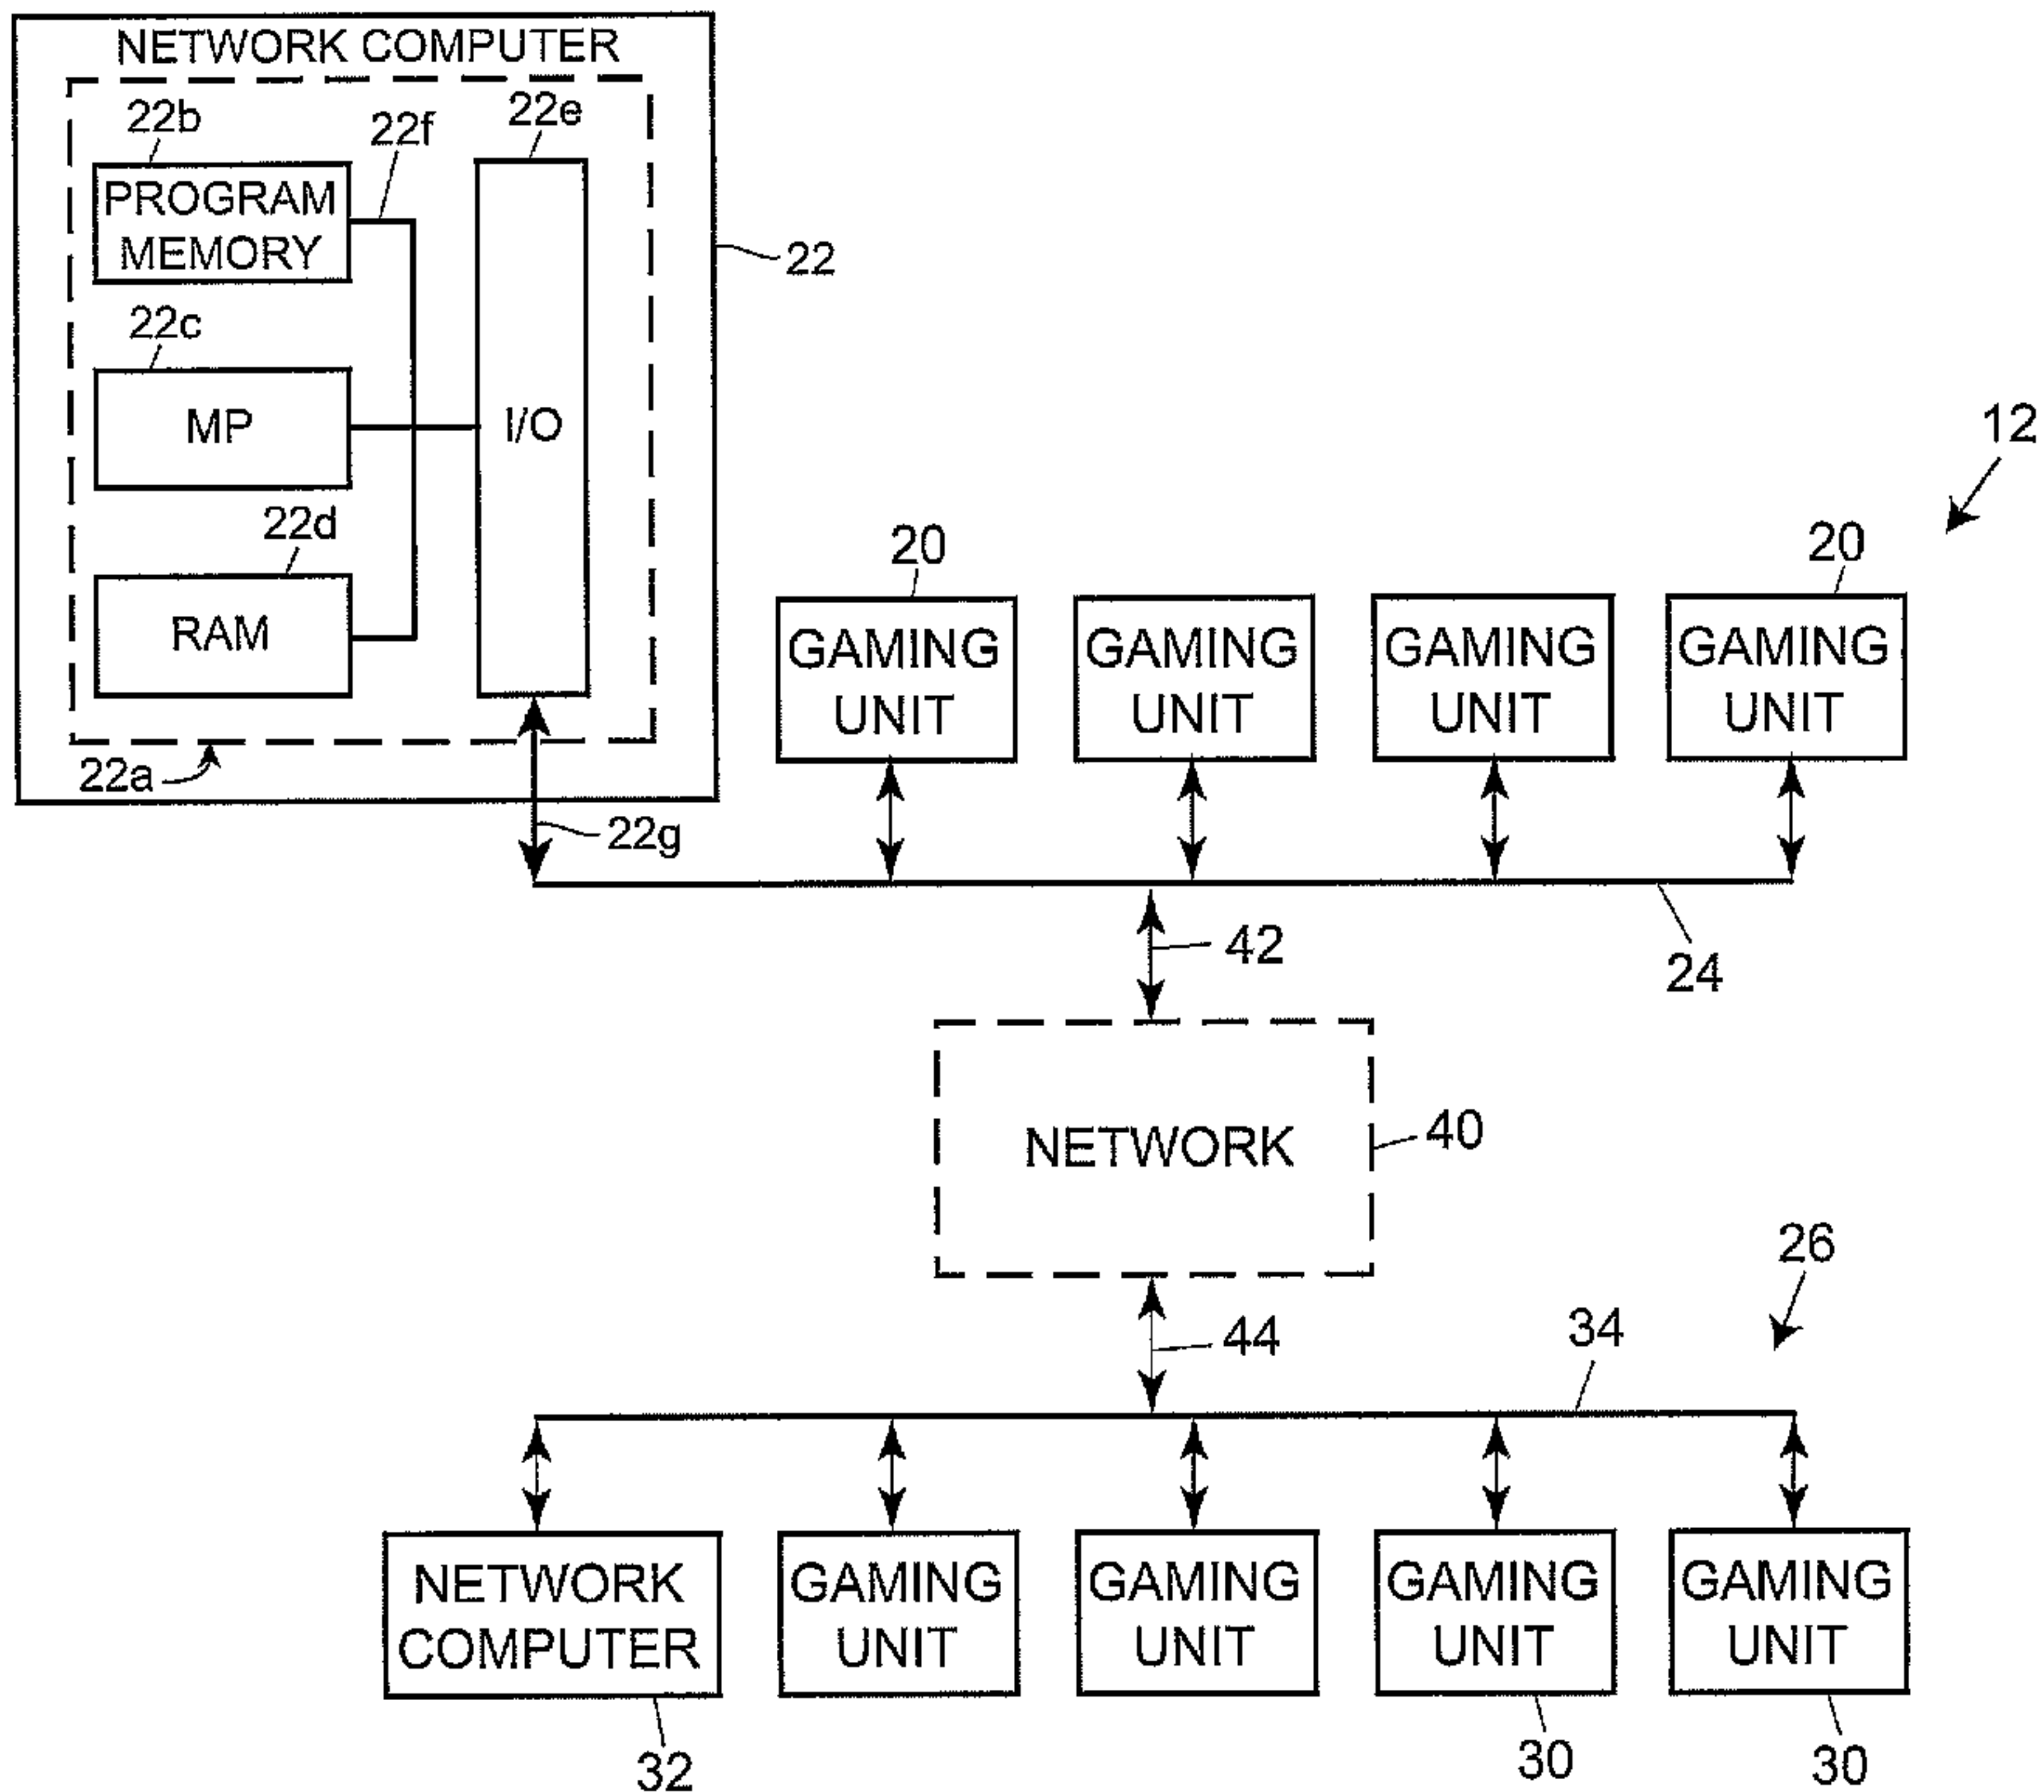 NETWORK COMPUTER
22b
22f
22e
PROGRAM
MEMORY
22
22c
MP
I/O
12
22d
RAM
20
20
GAMING
UNIT
GAMING
UNIT
GAMING
UNIT
GAMING
UNIT
22a
22g
42
24
NETWORK
40
26
44
34
NETWORK
COMPUTER
GAMING
UNIT
GAMING
UNIT
GAMING
UNIT
GAMING
UNIT
32
30
30